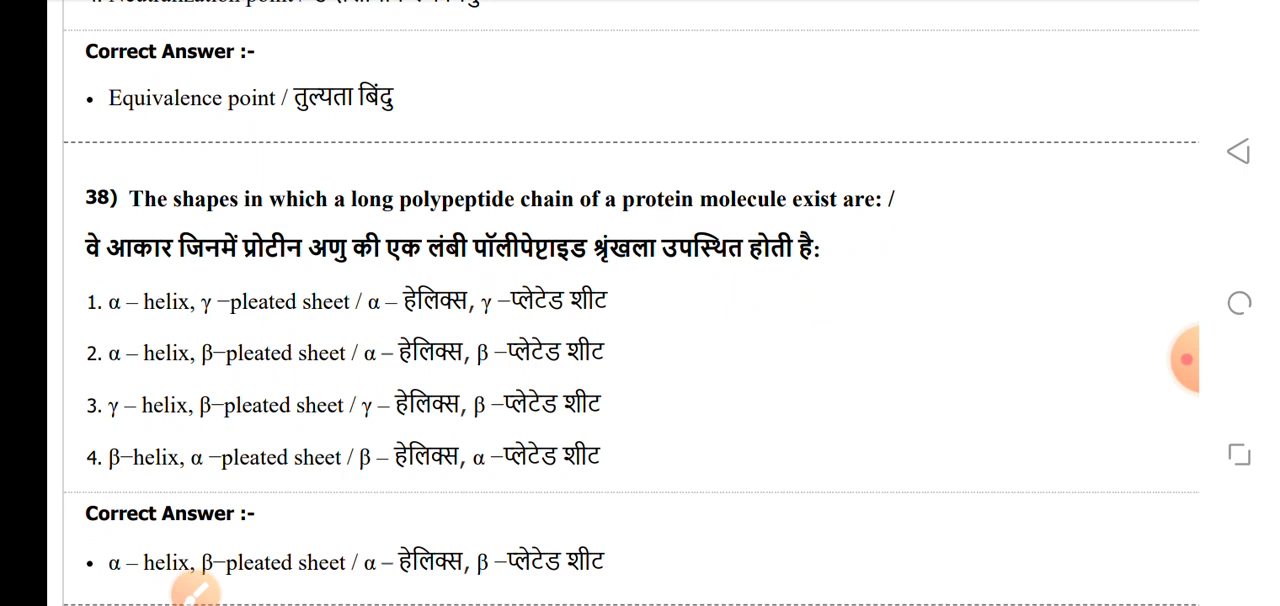 Correct Answer :-
• Equivalence point / तुल्यता बिंदु
38) The shapes in which a long polypeptide chain of a protein molecule exist are: /
वे आकार जिनमें प्रोटीन अणु की एक लंबी पॉलीपेप्टाइड श्रृंखला उपस्थित होती है:
1. α – helix, γ −pleated sheet / α – हेलिक्स, γ −प्लेटेड शीट
2. α – helix, β−pleated sheet / α – हेलिक्स, β −प्लेटेड शीट
3. γ – helix, β−pleated sheet / γ – हेलिक्स, β −प्लेटेड शीट
4. β−helix, α −pleated sheet / β – हेलिक्स, α −प्लेटेड शीट
Correct Answer :-
• α – helix, β−pleated sheet / α – हेलिक्स, β −प्लेटेड शीट